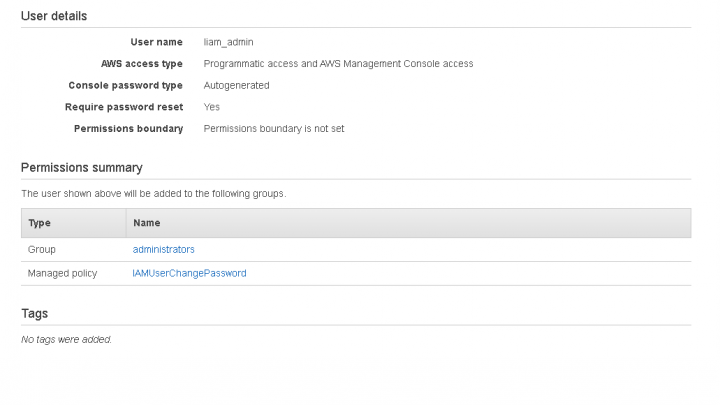 User details
User name liam_admin
AWS access type Programmatic access and AWS Management Console access
Console password type Autogenerated
Require password reset Yes
Permissions boundary Permissions boundary is not set
Permissions summary
The user shown above will be added to the following groups.
Type Name
Group administrators
Managed policy IAMUserChangePassword
Tags
No tags were added.